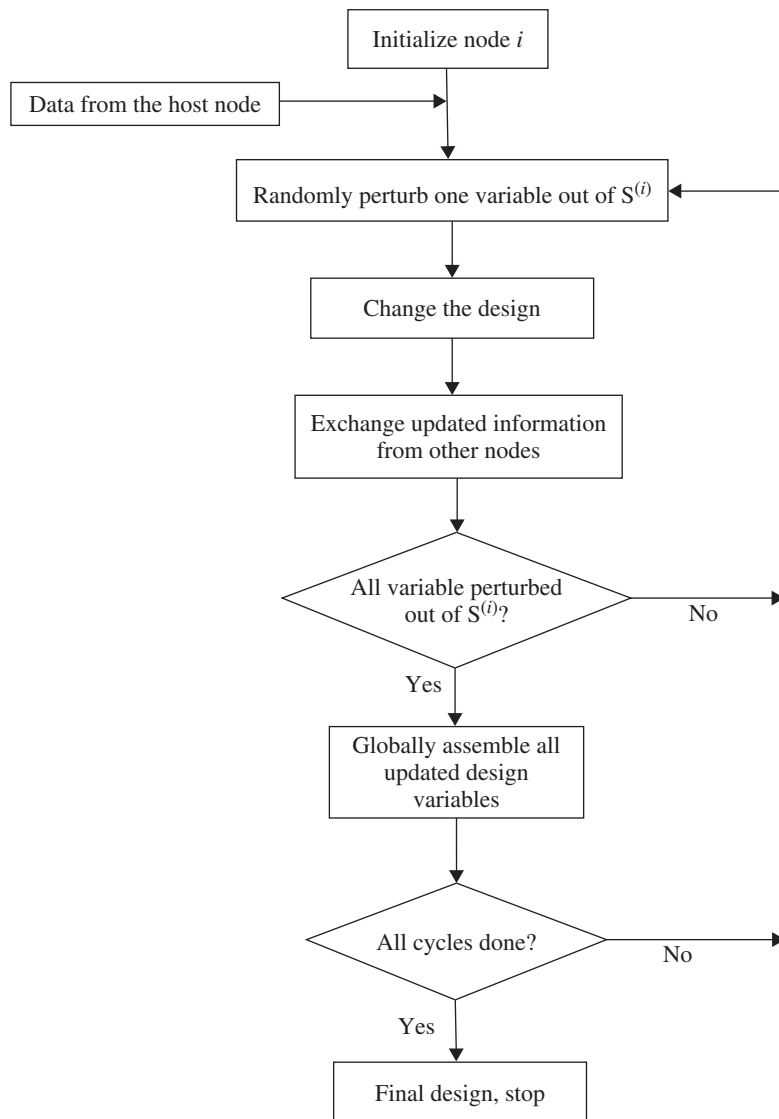 Initialize node i
Data from the host node
Randomly perturb one variable out of S^(i)
Change the design
Exchange updated information
from other nodes
All variable perturbed
out of S^(i)?
No
Yes
Globally assemble all
updated design
variables
All cycles done?
No
Yes
Final design, stop